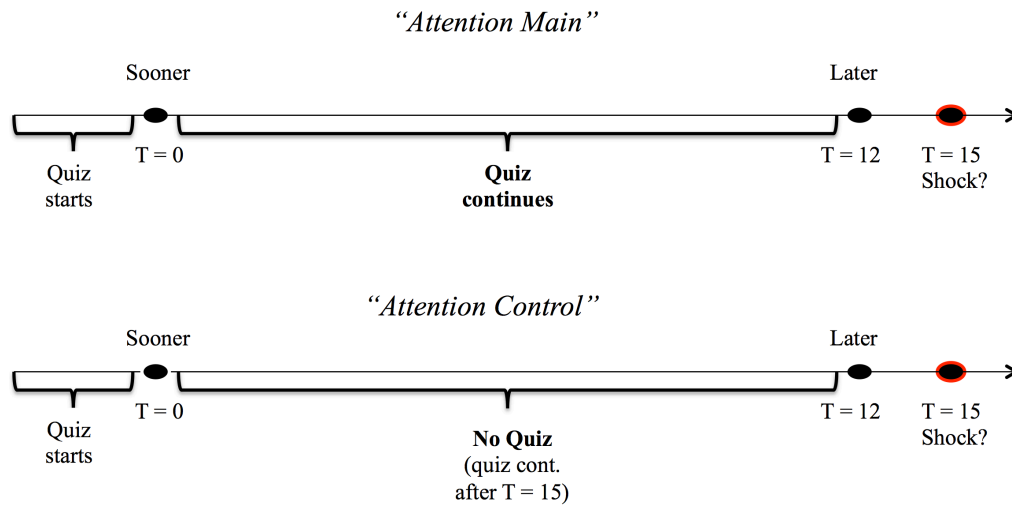 “Attention Main”
Sooner
Later
T = 0
T = 12
T = 15
Shock?
Quiz
starts
Quiz
continues
“Attention Control”
Sooner
Later
T = 0
T = 12
T = 15
Shock?
Quiz
starts
No Quiz
(quiz cont.
after T = 15)